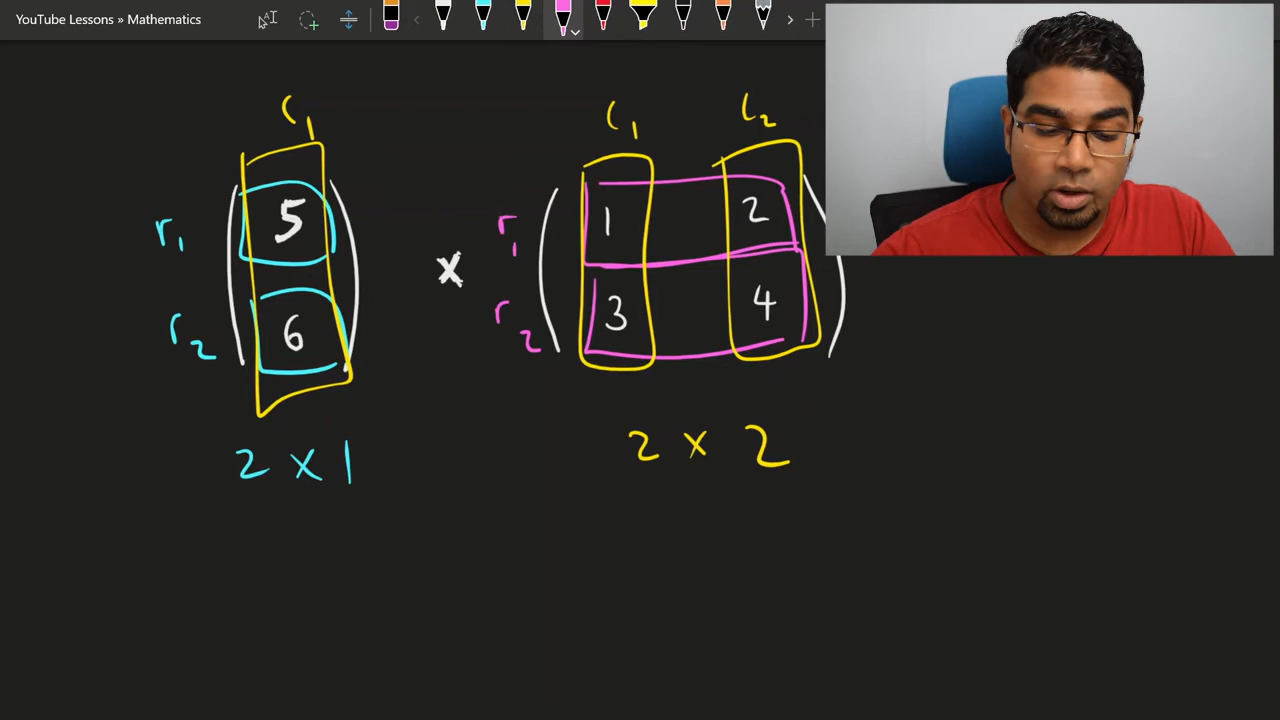 YouTube Lessons » Mathematics
C1 C1 C2
r1 (5) x r1 (1 2)
r2 (6) r2 (3 4)
2 x 1 2 x 2